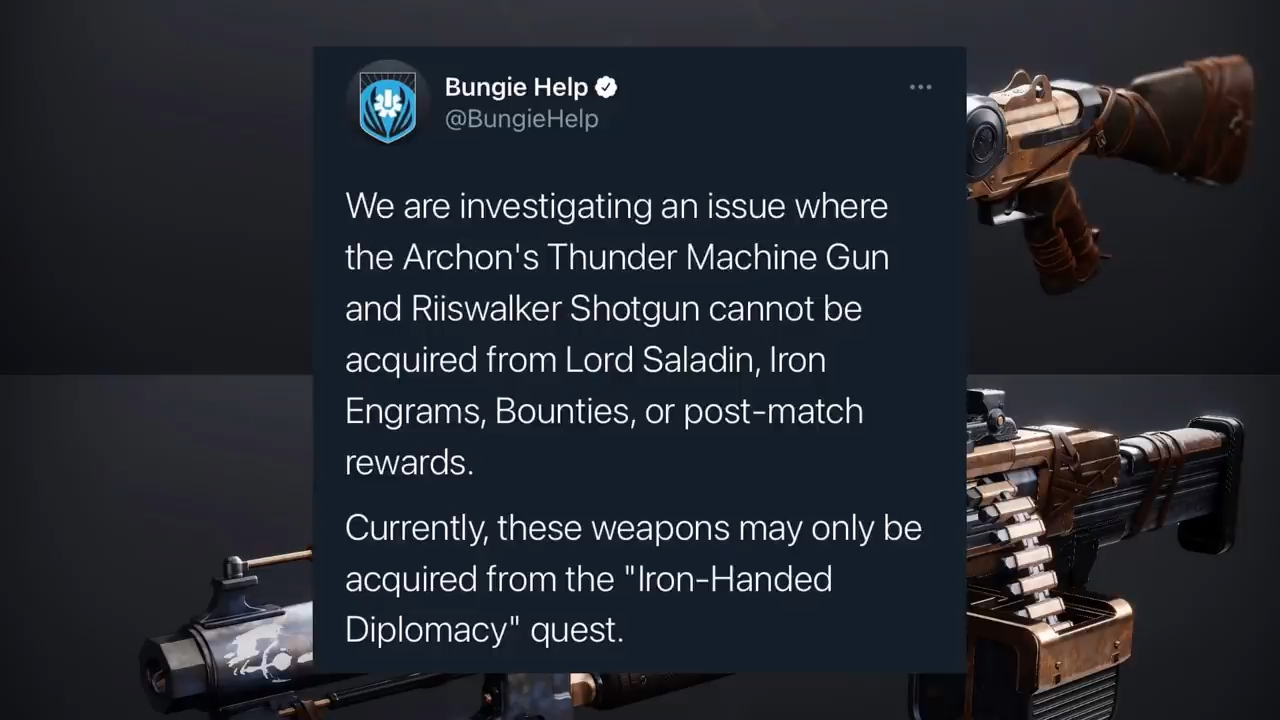 Bungie Help
@BungieHelp
We are investigating an issue where
the Archon's Thunder Machine Gun
and Riiswalker Shotgun cannot be
acquired from Lord Saladin, Iron
Engrams, Bounties, or post-match
rewards.
Currently, these weapons may only be
acquired from the "Iron-Handed
Diplomacy" quest.